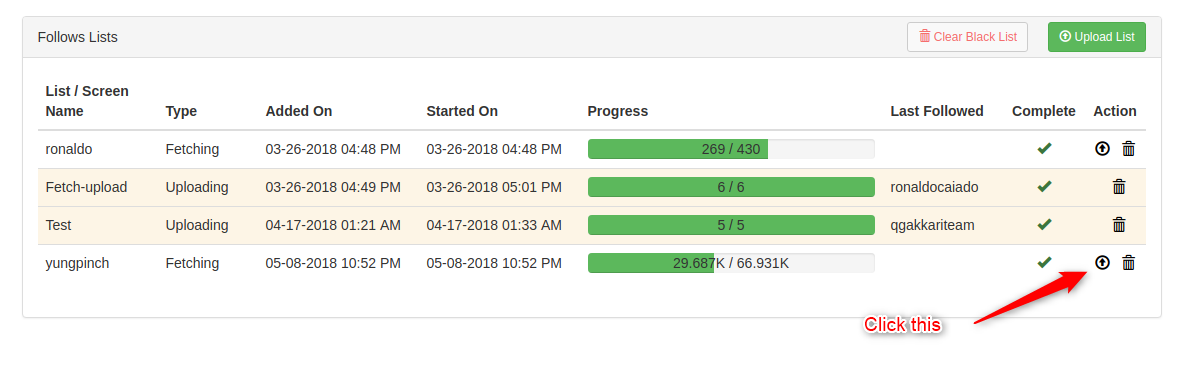 Follows Lists
Clear Black List
Upload List
List / Screen
Name Type Added On Started On Progress Last Followed Complete Action
ronaldo Fetching 03-26-2018 04:48 PM 03-26-2018 04:48 PM 269 / 430
Fetch-upload Uploading 03-26-2018 04:49 PM 03-26-2018 05:01 PM 6 / 6 ronaldocaiado
Test Uploading 04-17-2018 01:21 AM 04-17-2018 01:33 AM 5 / 5 qgakkariteam
yungpinch Fetching 05-08-2018 10:52 PM 05-08-2018 10:52 PM 29.687K / 66.931K
Click this